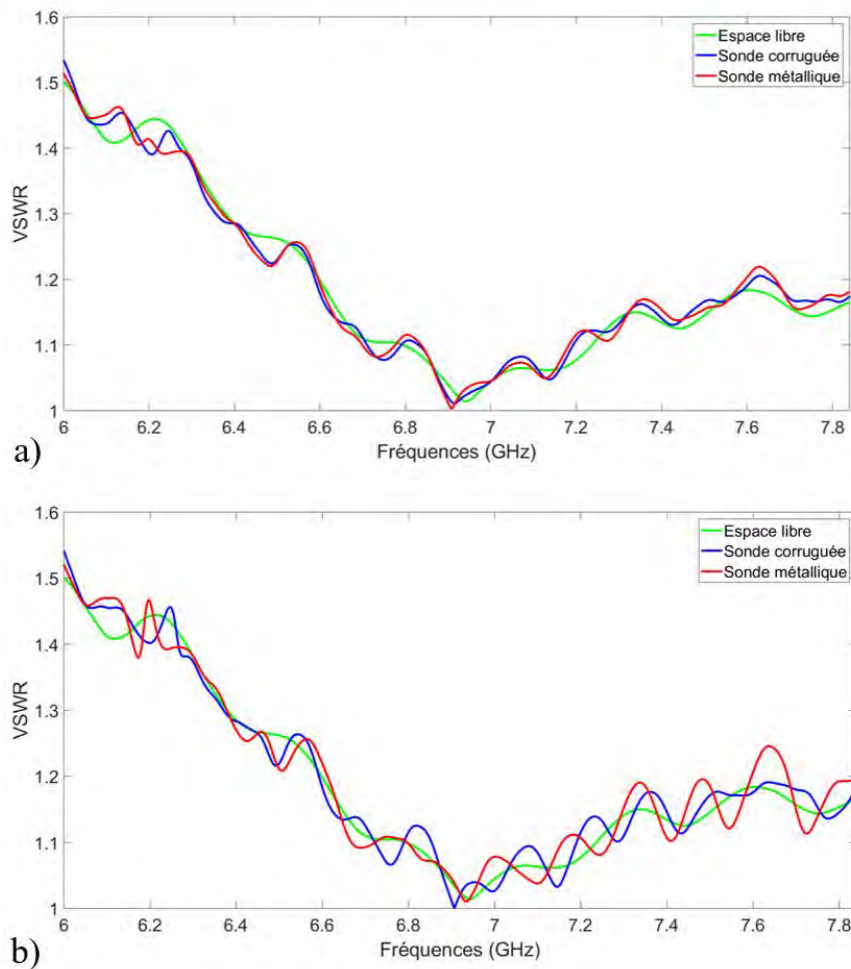 1.6
1.5
1.4
1.3
1.2
1.1
1
VSWR
Espace libre
Sonde corruguée
Sonde métallique
6 6.2 6.4 6.6 6.8 7 7.2 7.4 7.6 7.8
Fréquences (GHz)
a)
1.6
1.5
1.4
1.3
1.2
1.1
1
VSWR
Espace libre
Sonde corruguée
Sonde métallique
6 6.2 6.4 6.6 6.8 7 7.2 7.4 7.6 7.8
Fréquences (GHz)
b)